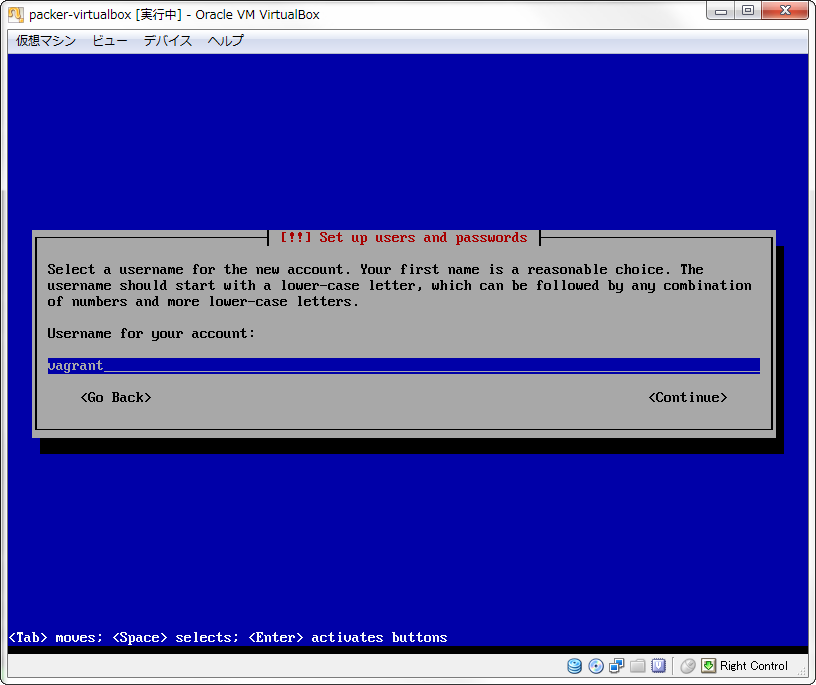 packer-virtualbox [実行中] - Oracle VM VirtualBox
仮想マシン ビュー デバイス ヘルプ
[!!] Set up users and passwords
Select a username for the new account. Your first name is a reasonable choice. The
username should start with a lower-case letter, which can be followed by any combination
of numbers and more lower-case letters.
Username for your account:
vagrant
<Go Back> <Continue>
<Tab> moves; <Space> selects; <Enter> activates buttons
Right Control